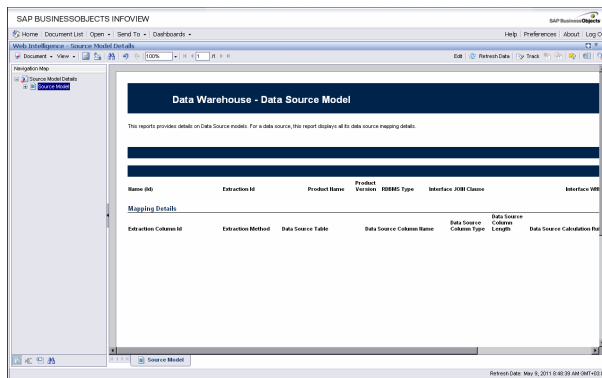 SAP BUSINESSOBJECTS INFOVIEW
SAP BusinessObjects
Home | Document List | Open | Send To | Dashboards
Help | Preferences | About | Log O
Web Intelligence - Source Model Details
Document View 100% 1 /1 Edit Refresh Data Track
Navigation Map
Source Model Details
Source Model
Data Warehouse - Data Source Model
This reports provides details on Data Source models. For a data source, this report displays all its data source mapping details.
Name (Id) Extraction Id Product Name Product Version RDBMS Type Interface JOIN Clause Interface WHE
Mapping Details
Extraction Column Id Extraction Method Data Source Table Data Source Column Name Data Source Column Type Data Source Column Length Data Source Calculation Rul
Source Model
Refresh Date: May 9, 2011 8:48:39 AM GMT+03: